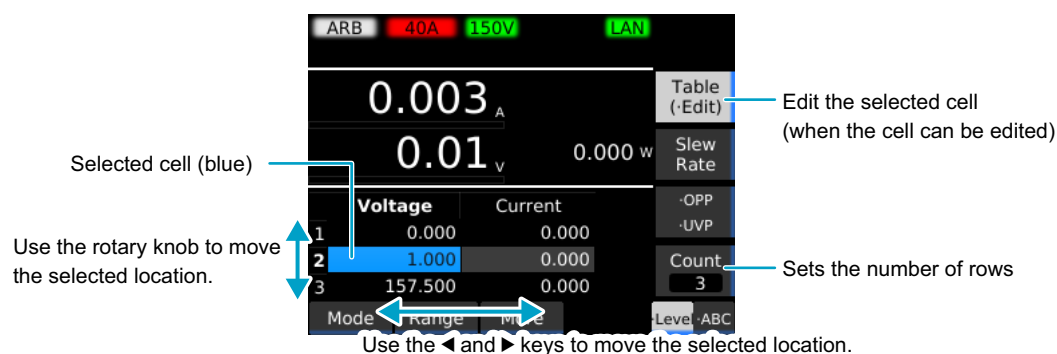 ARB 40A 150V LAN
0.003 A
Table
(·Edit)
Edit the selected cell
(when the cell can be edited)
0.01 V 0.000 W
Slew
Rate
Selected cell (blue)
Voltage Current
·OPP
·UVP
1 0.000 0.000
Use the rotary knob to move
the selected location.
2 1.000 0.000
Count
3
Sets the number of rows
3 157.500 0.000
Mode Range More
·Level ·ABC
Use the ◀ and ▶ keys to move the selected location.